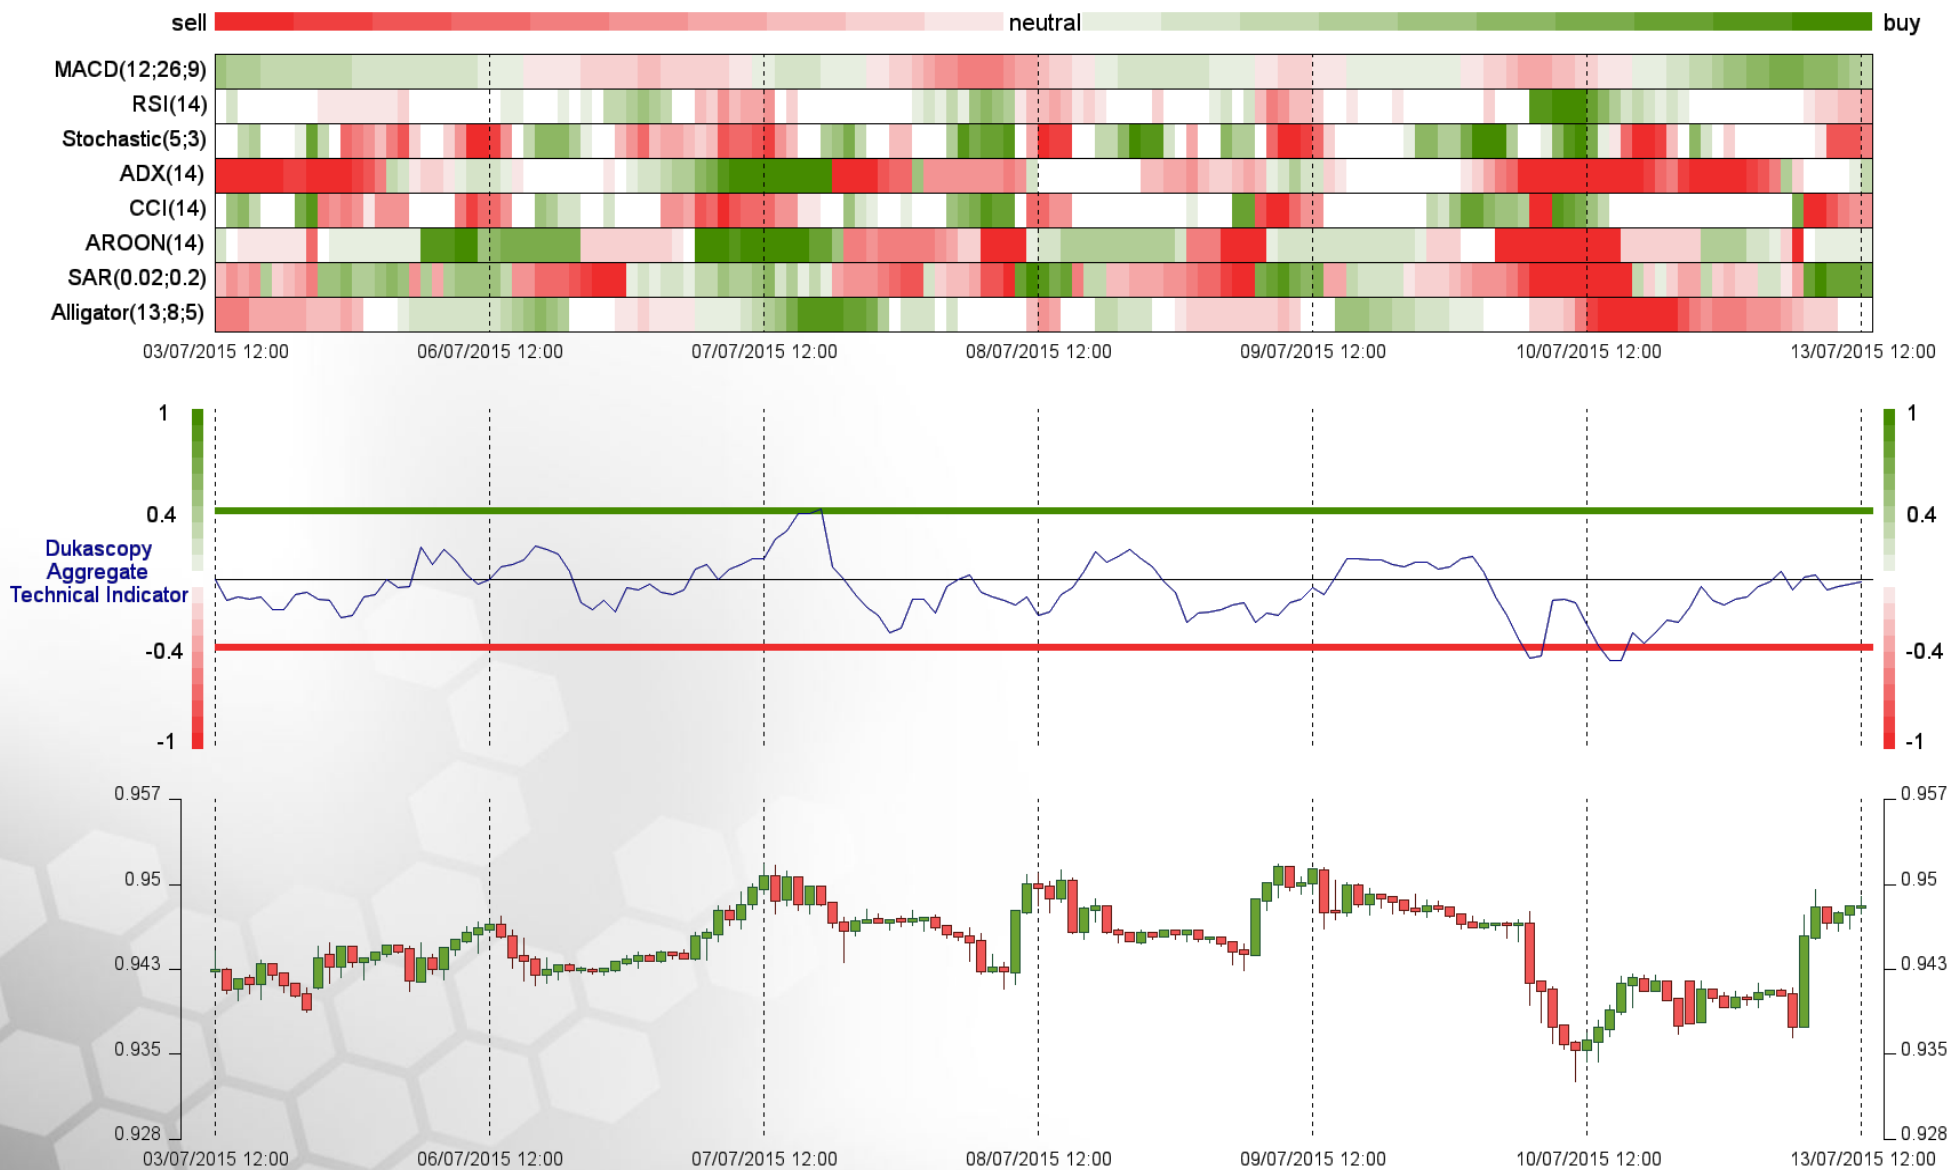 sell neutral buy
MACD(12;26;9)
RSI(14)
Stochastic(5;3)
ADX(14)
CCI(14)
AROON(14)
SAR(0.02;0.2)
Alligator(13;8;5)
03/07/2015 12:00 06/07/2015 12:00 07/07/2015 12:00 08/07/2015 12:00 09/07/2015 12:00 10/07/2015 12:00 13/07/2015 12:00
1 1
0.4 0.4
Dukascopy
Aggregate
Technical Indicator
-0.4 -0.4
-1 -1
0.957 0.957
0.95 0.95
0.943 0.943
0.935 0.935
0.928 0.928
03/07/2015 12:00 06/07/2015 12:00 07/07/2015 12:00 08/07/2015 12:00 09/07/2015 12:00 10/07/2015 12:00 13/07/2015 12:00